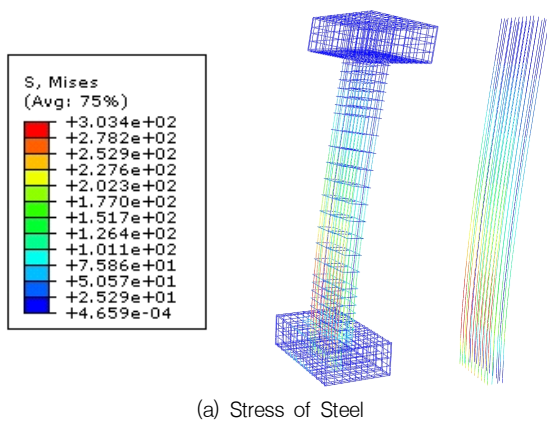 S, Mises
(Avg: 75%)
+3.034e+02
+2.782e+02
+2.529e+02
+2.276e+02
+2.023e+02
+1.770e+02
+1.517e+02
+1.264e+02
+1.011e+02
+7.586e+01
+5.057e+01
+2.529e+01
+4.659e-04
(a) Stress of Steel